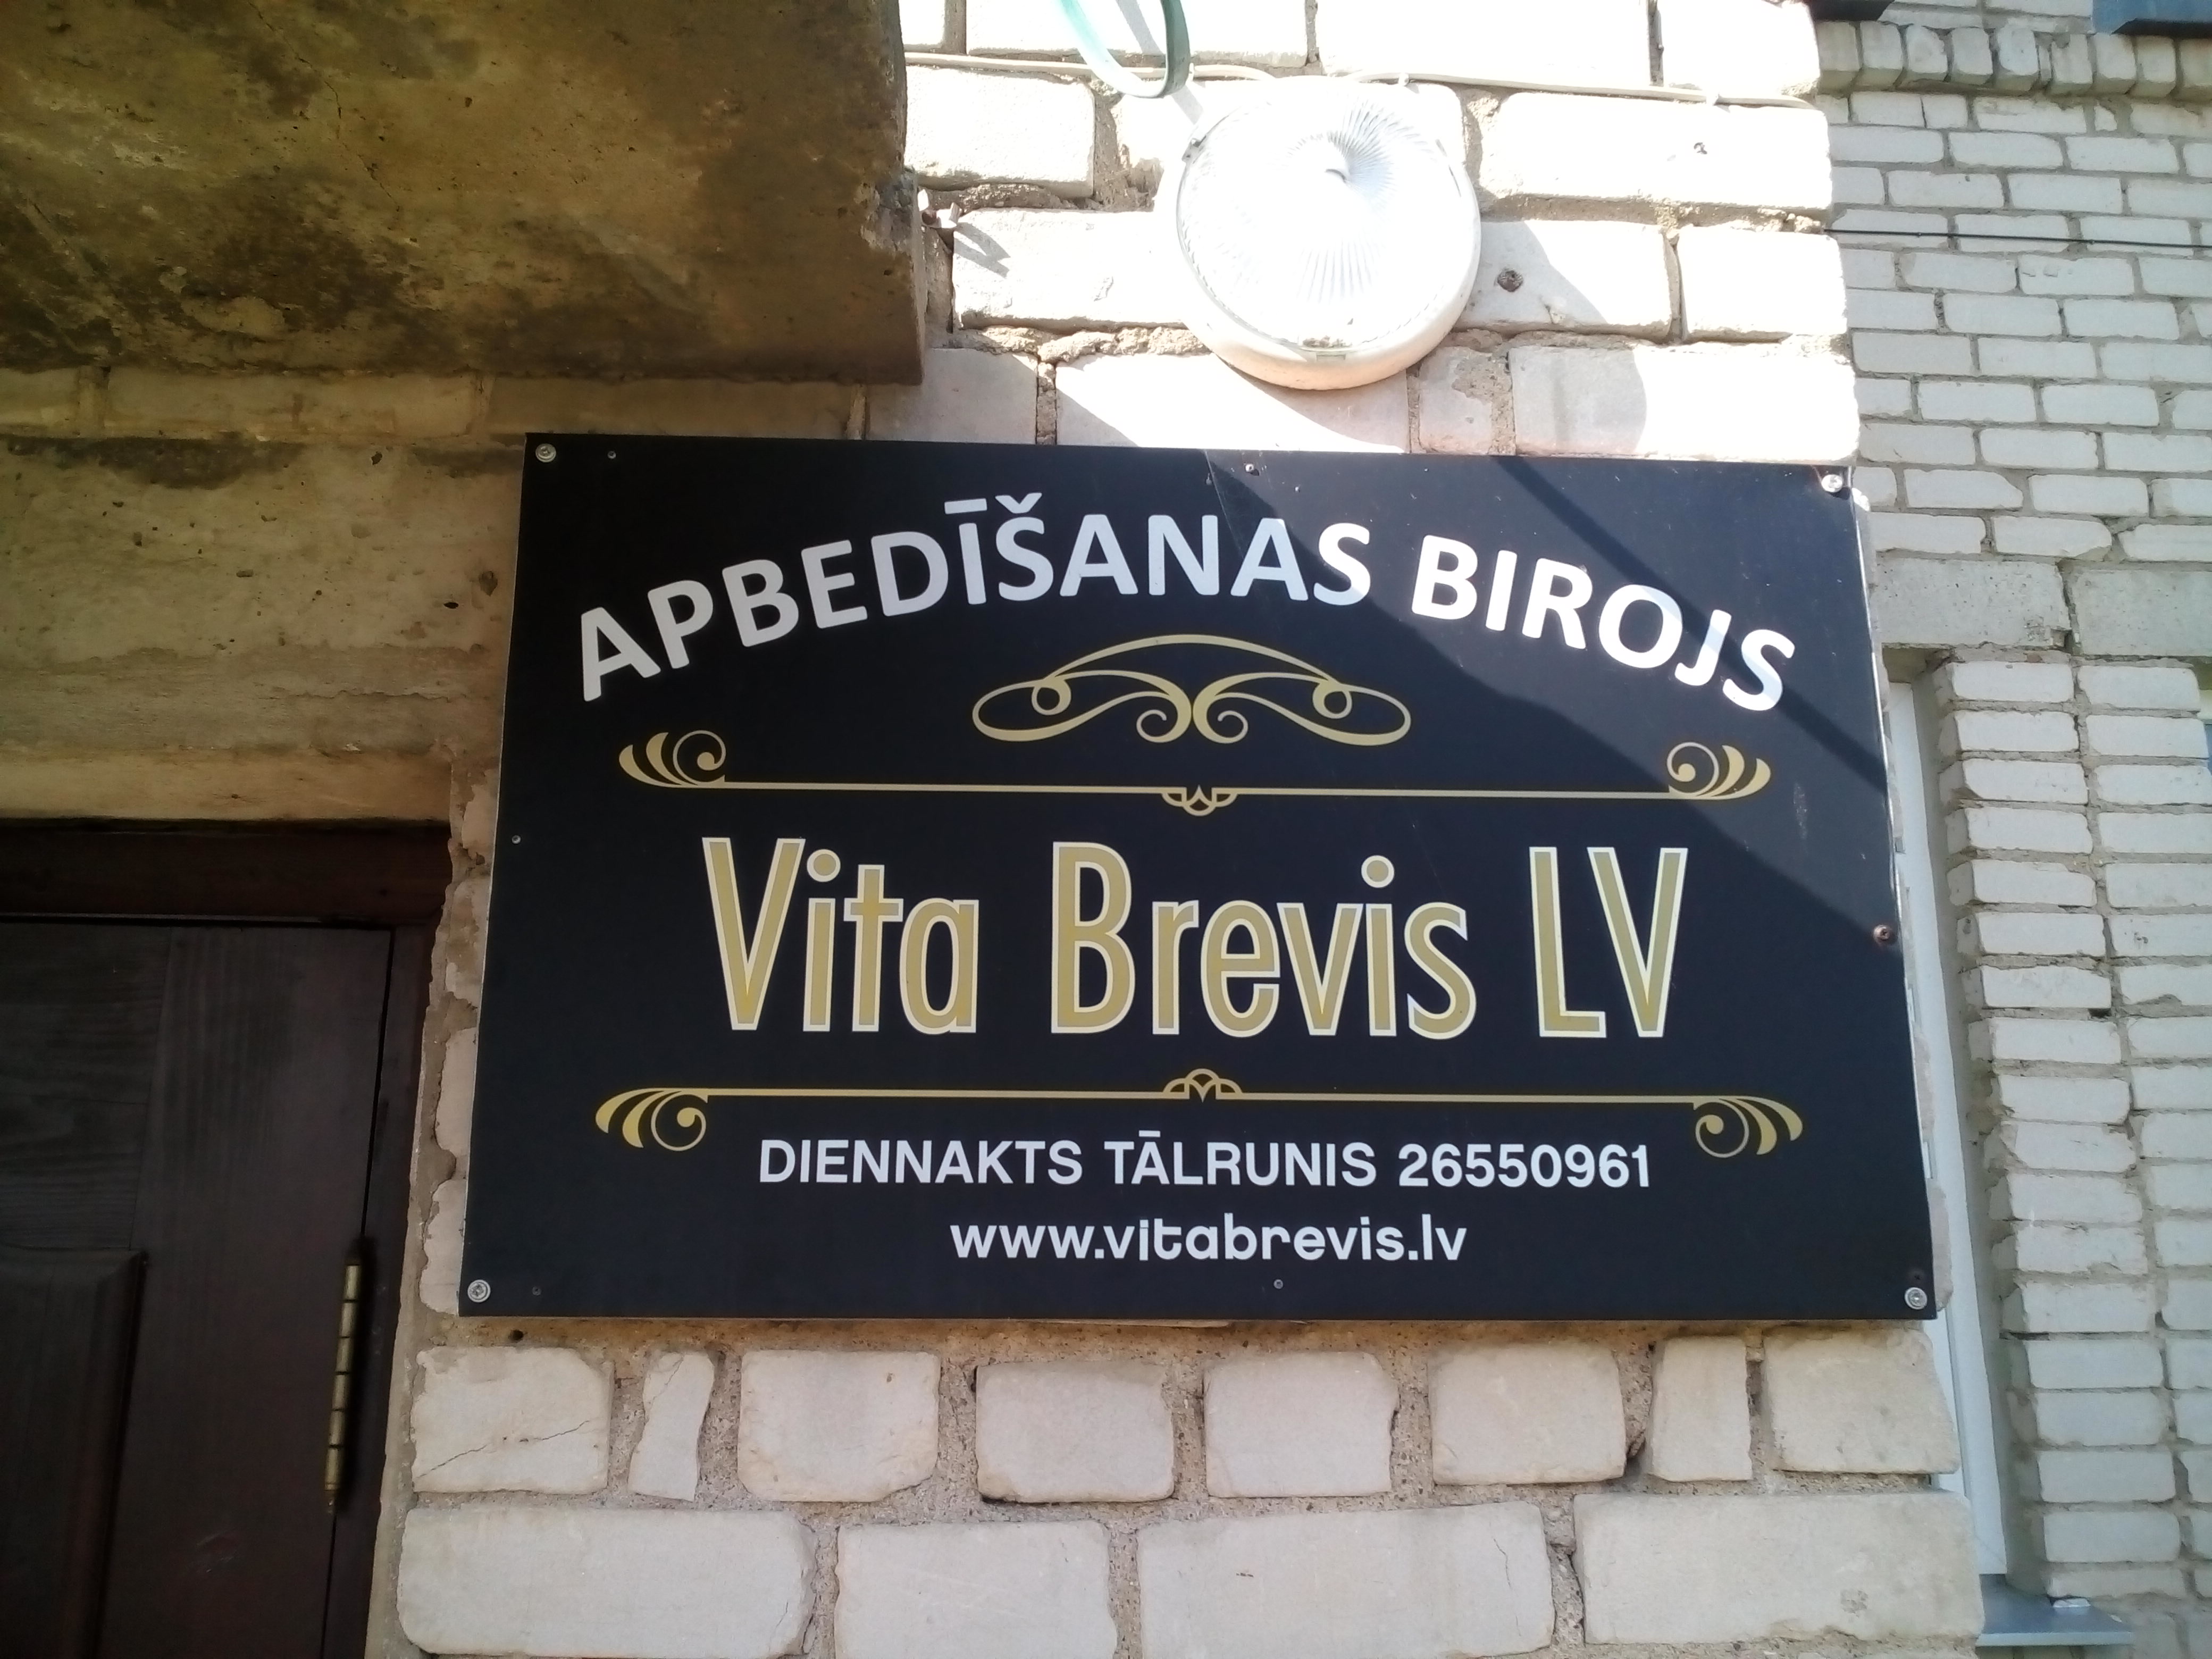 APBEDĪŠANAS BIROJS
Vita Brevis LV
DIENNAKTS TĀLRUNIS 26550961
www.vitabrevis.lv